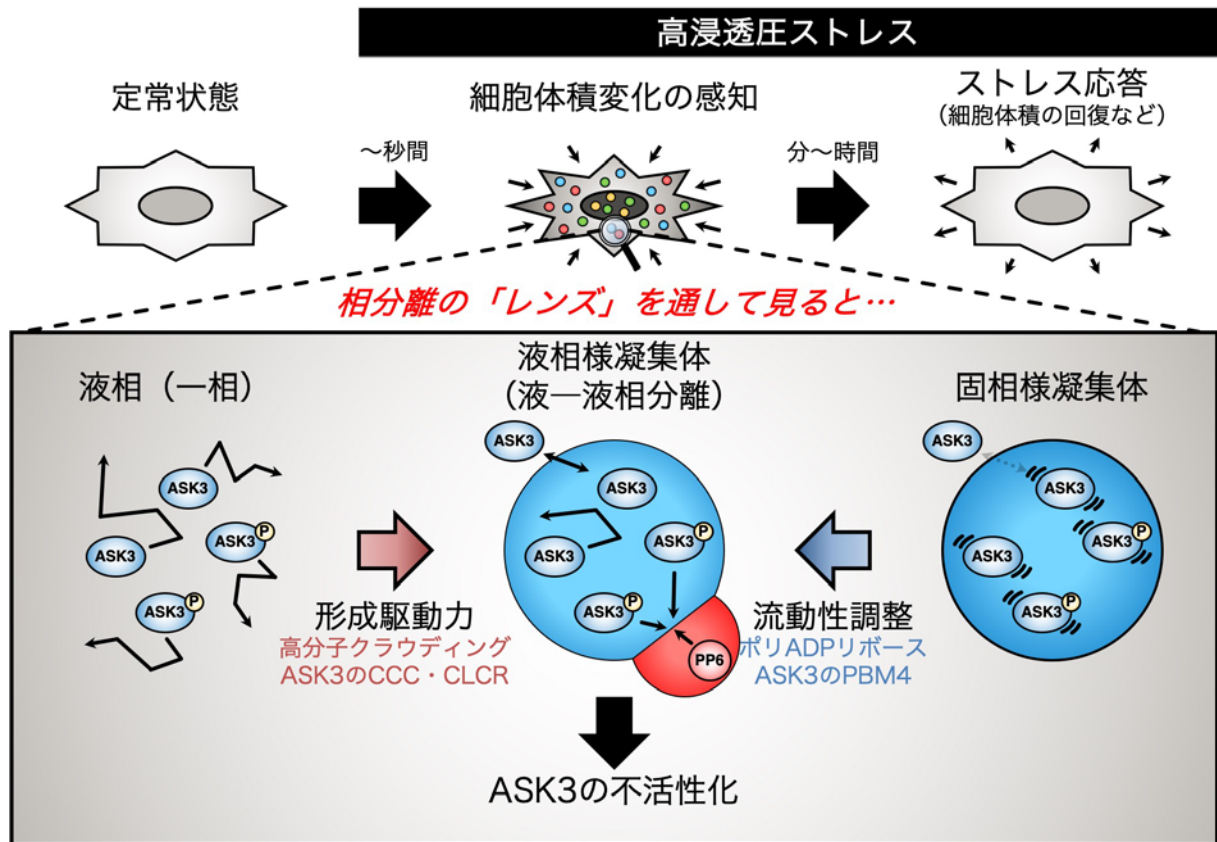 高浸透圧ストレス
定常状態
細胞体積変化の感知
ストレス応答
（細胞体積の回復など）
〜秒間
分〜時間
相分離の「レンズ」を通して見ると…
液相（一相）
液相様凝集体
（液―液相分離）
固相様凝集体
ASK3
ASK3
ASK3 P
ASK3 P
ASK3
ASK3
ASK3
ASK3 P
ASK3 P
PP6
ASK3
ASK3
ASK3
ASK3 P
ASK3 P
形成駆動力
高分子クラウディング
ASK3のCCC・CLCR
流動性調整
ポリADPリボース
ASK3のPBM4
ASK3の不活性化